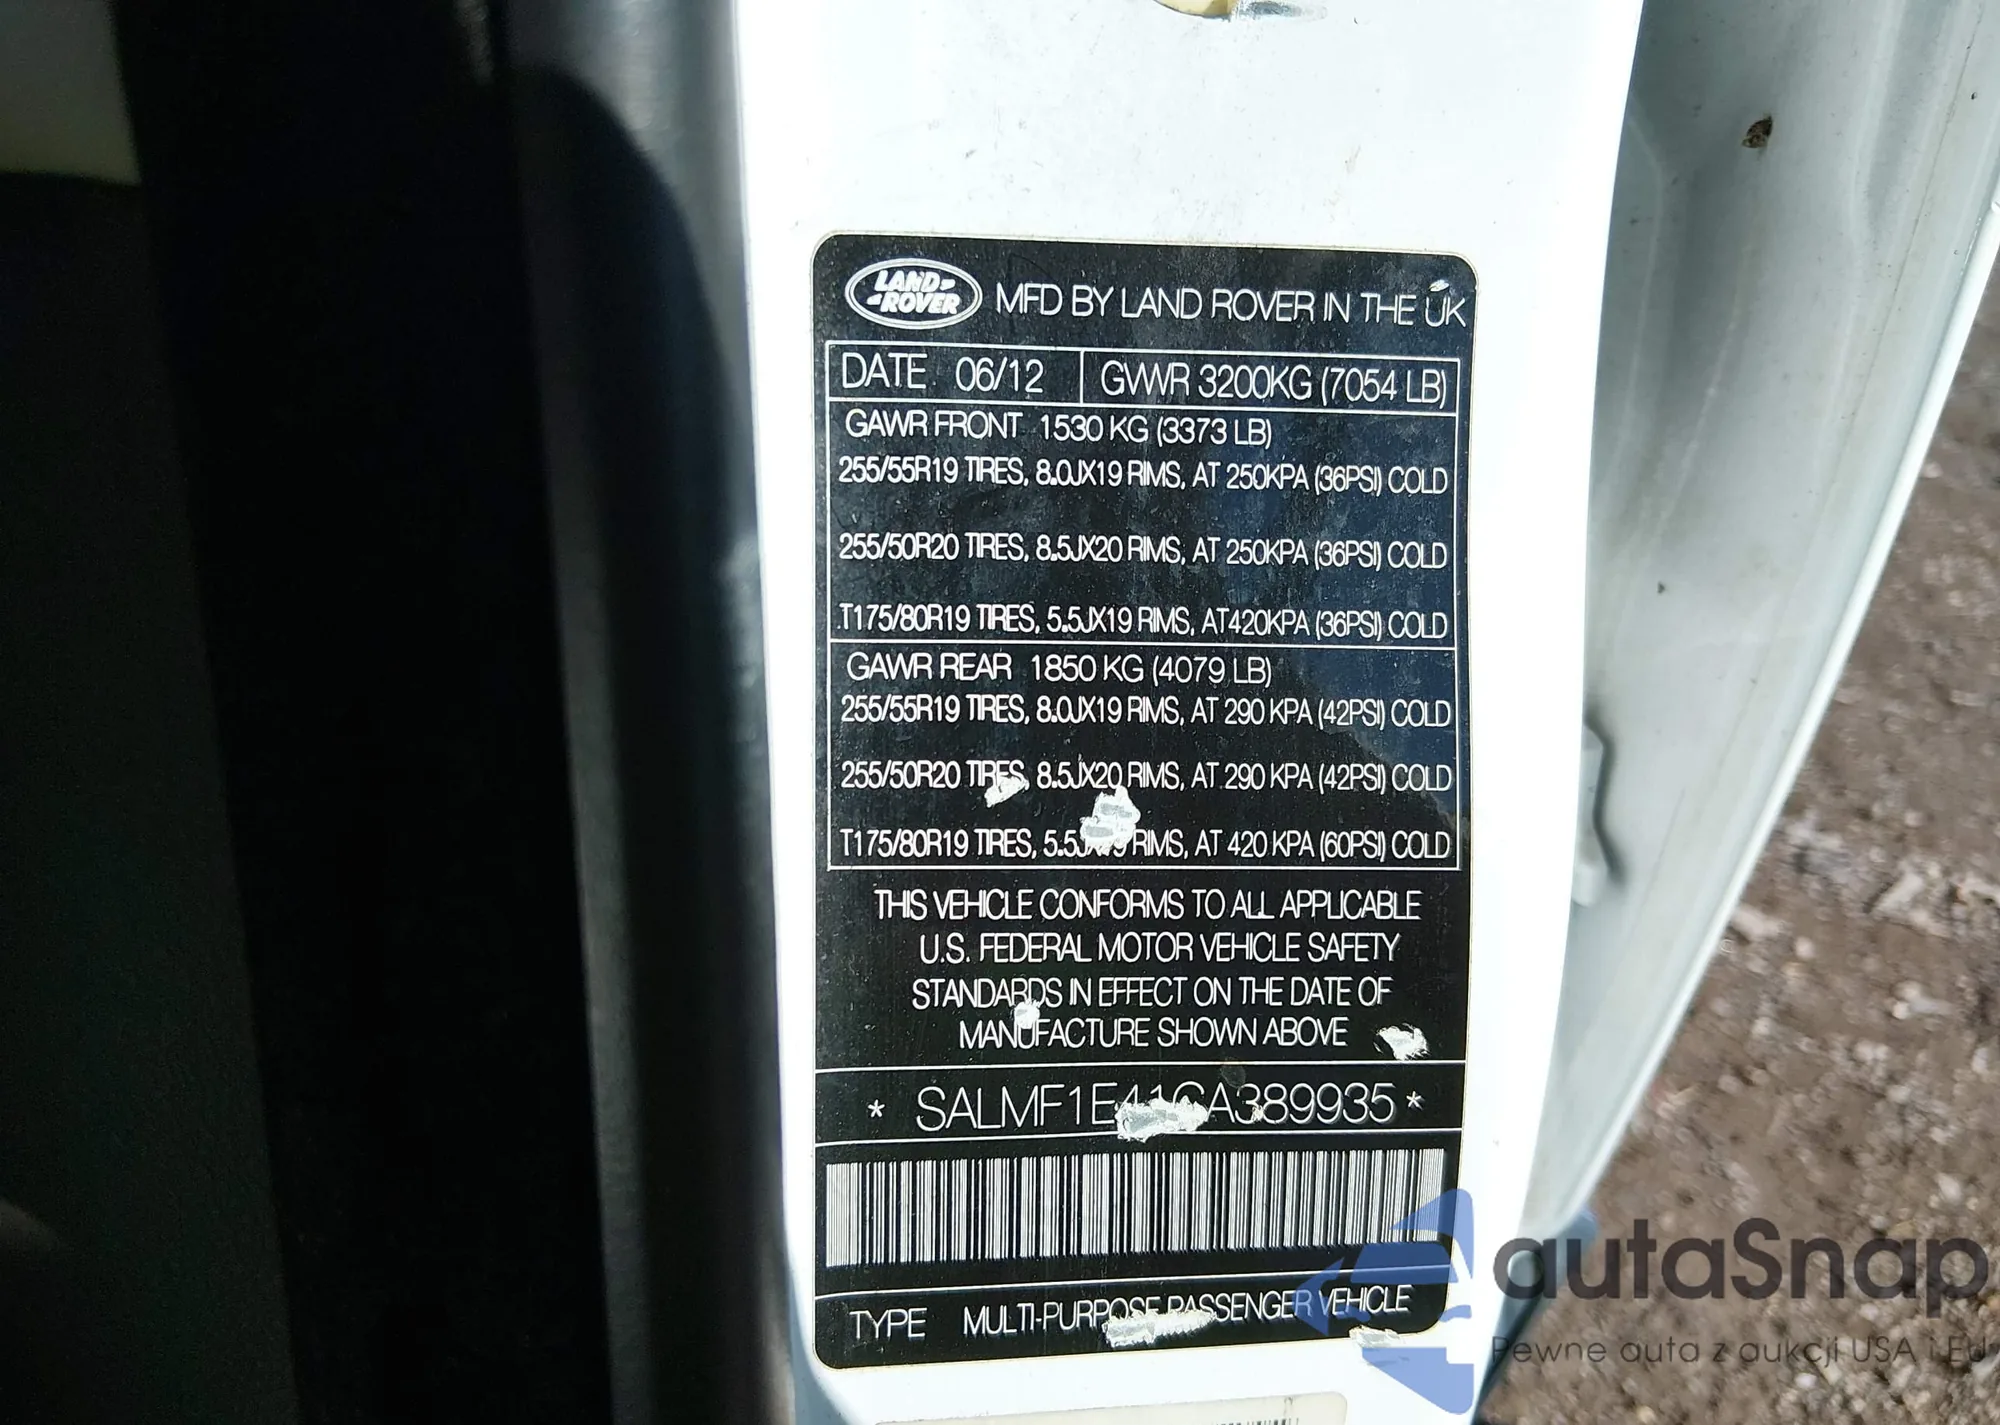 LAND ROVER
MFD BY LAND ROVER IN THE UK
DATE 06/12 GVWR 3200KG (7054 LB)
GAWR FRONT 1530 KG (3373 LB)
255/55R19 TIRES, 8.0JX19 RIMS, AT 250KPA (36PSI) COLD
255/50R20 TIRES, 8.5JX20 RIMS, AT 250KPA (36PSI) COLD
T175/80R19 TIRES, 5.5JX19 RIMS, AT 420KPA (36PSI) COLD
GAWR REAR 1850 KG (4079 LB)
255/55R19 TIRES, 8.0JX19 RIMS, AT 290 KPA (42PSI) COLD
255/50R20 TIRES, 8.5JX20 RIMS, AT 290 KPA (42PSI) COLD
T175/80R19 TIRES, 5.5JX19 RIMS, AT 420 KPA (60PSI) COLD
THIS VEHICLE CONFORMS TO ALL APPLICABLE
U.S. FEDERAL MOTOR VEHICLE SAFETY
STANDARDS IN EFFECT ON THE DATE OF
MANUFACTURE SHOWN ABOVE
* SALMF1E41CA389935 *
TYPE MULTI-PURPOSE PASSENGER VEHICLE
autaSnap
Pewne auta z aukcji USA i EU